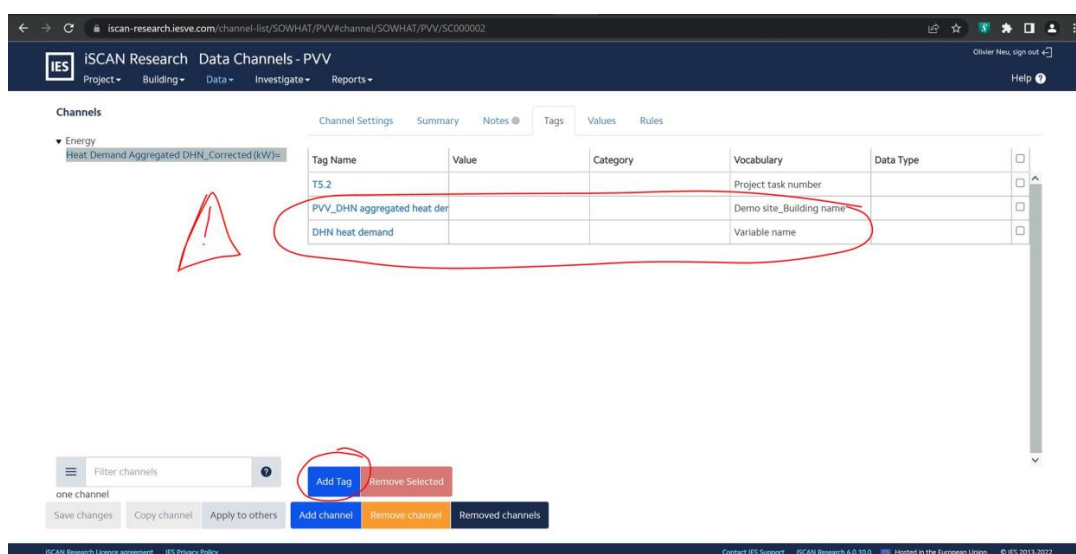 iscan-research.iesve.com/channel-list/SOWHAT/PVV#channel/SOWHAT/PVV/SC000002
IES
iSCAN Research Data Channels - PVV
Olivier Neu, sign out
Project Building Data Investigate Reports
Help ?
Channels
Channel Settings Summary Notes Tags Values Rules
Energy
Heat Demand Aggregated DHN_Corrected (kW)=
Tag Name Value Category Vocabulary Data Type
T5.2 Project task number
PVV_DHN aggregated heat der Demo site_Building name
DHN heat demand Variable name
!
Filter channels ?
one channel
Add Tag Remove Selected
Save changes Copy channel Apply to others Add channel Remove channel Removed channels
iSCAN Research Licence agreement IES Privacy Policy Contact IES Support iSCAN Research 6.0.10.0 Hosted in the European Union © IES 2013-2022